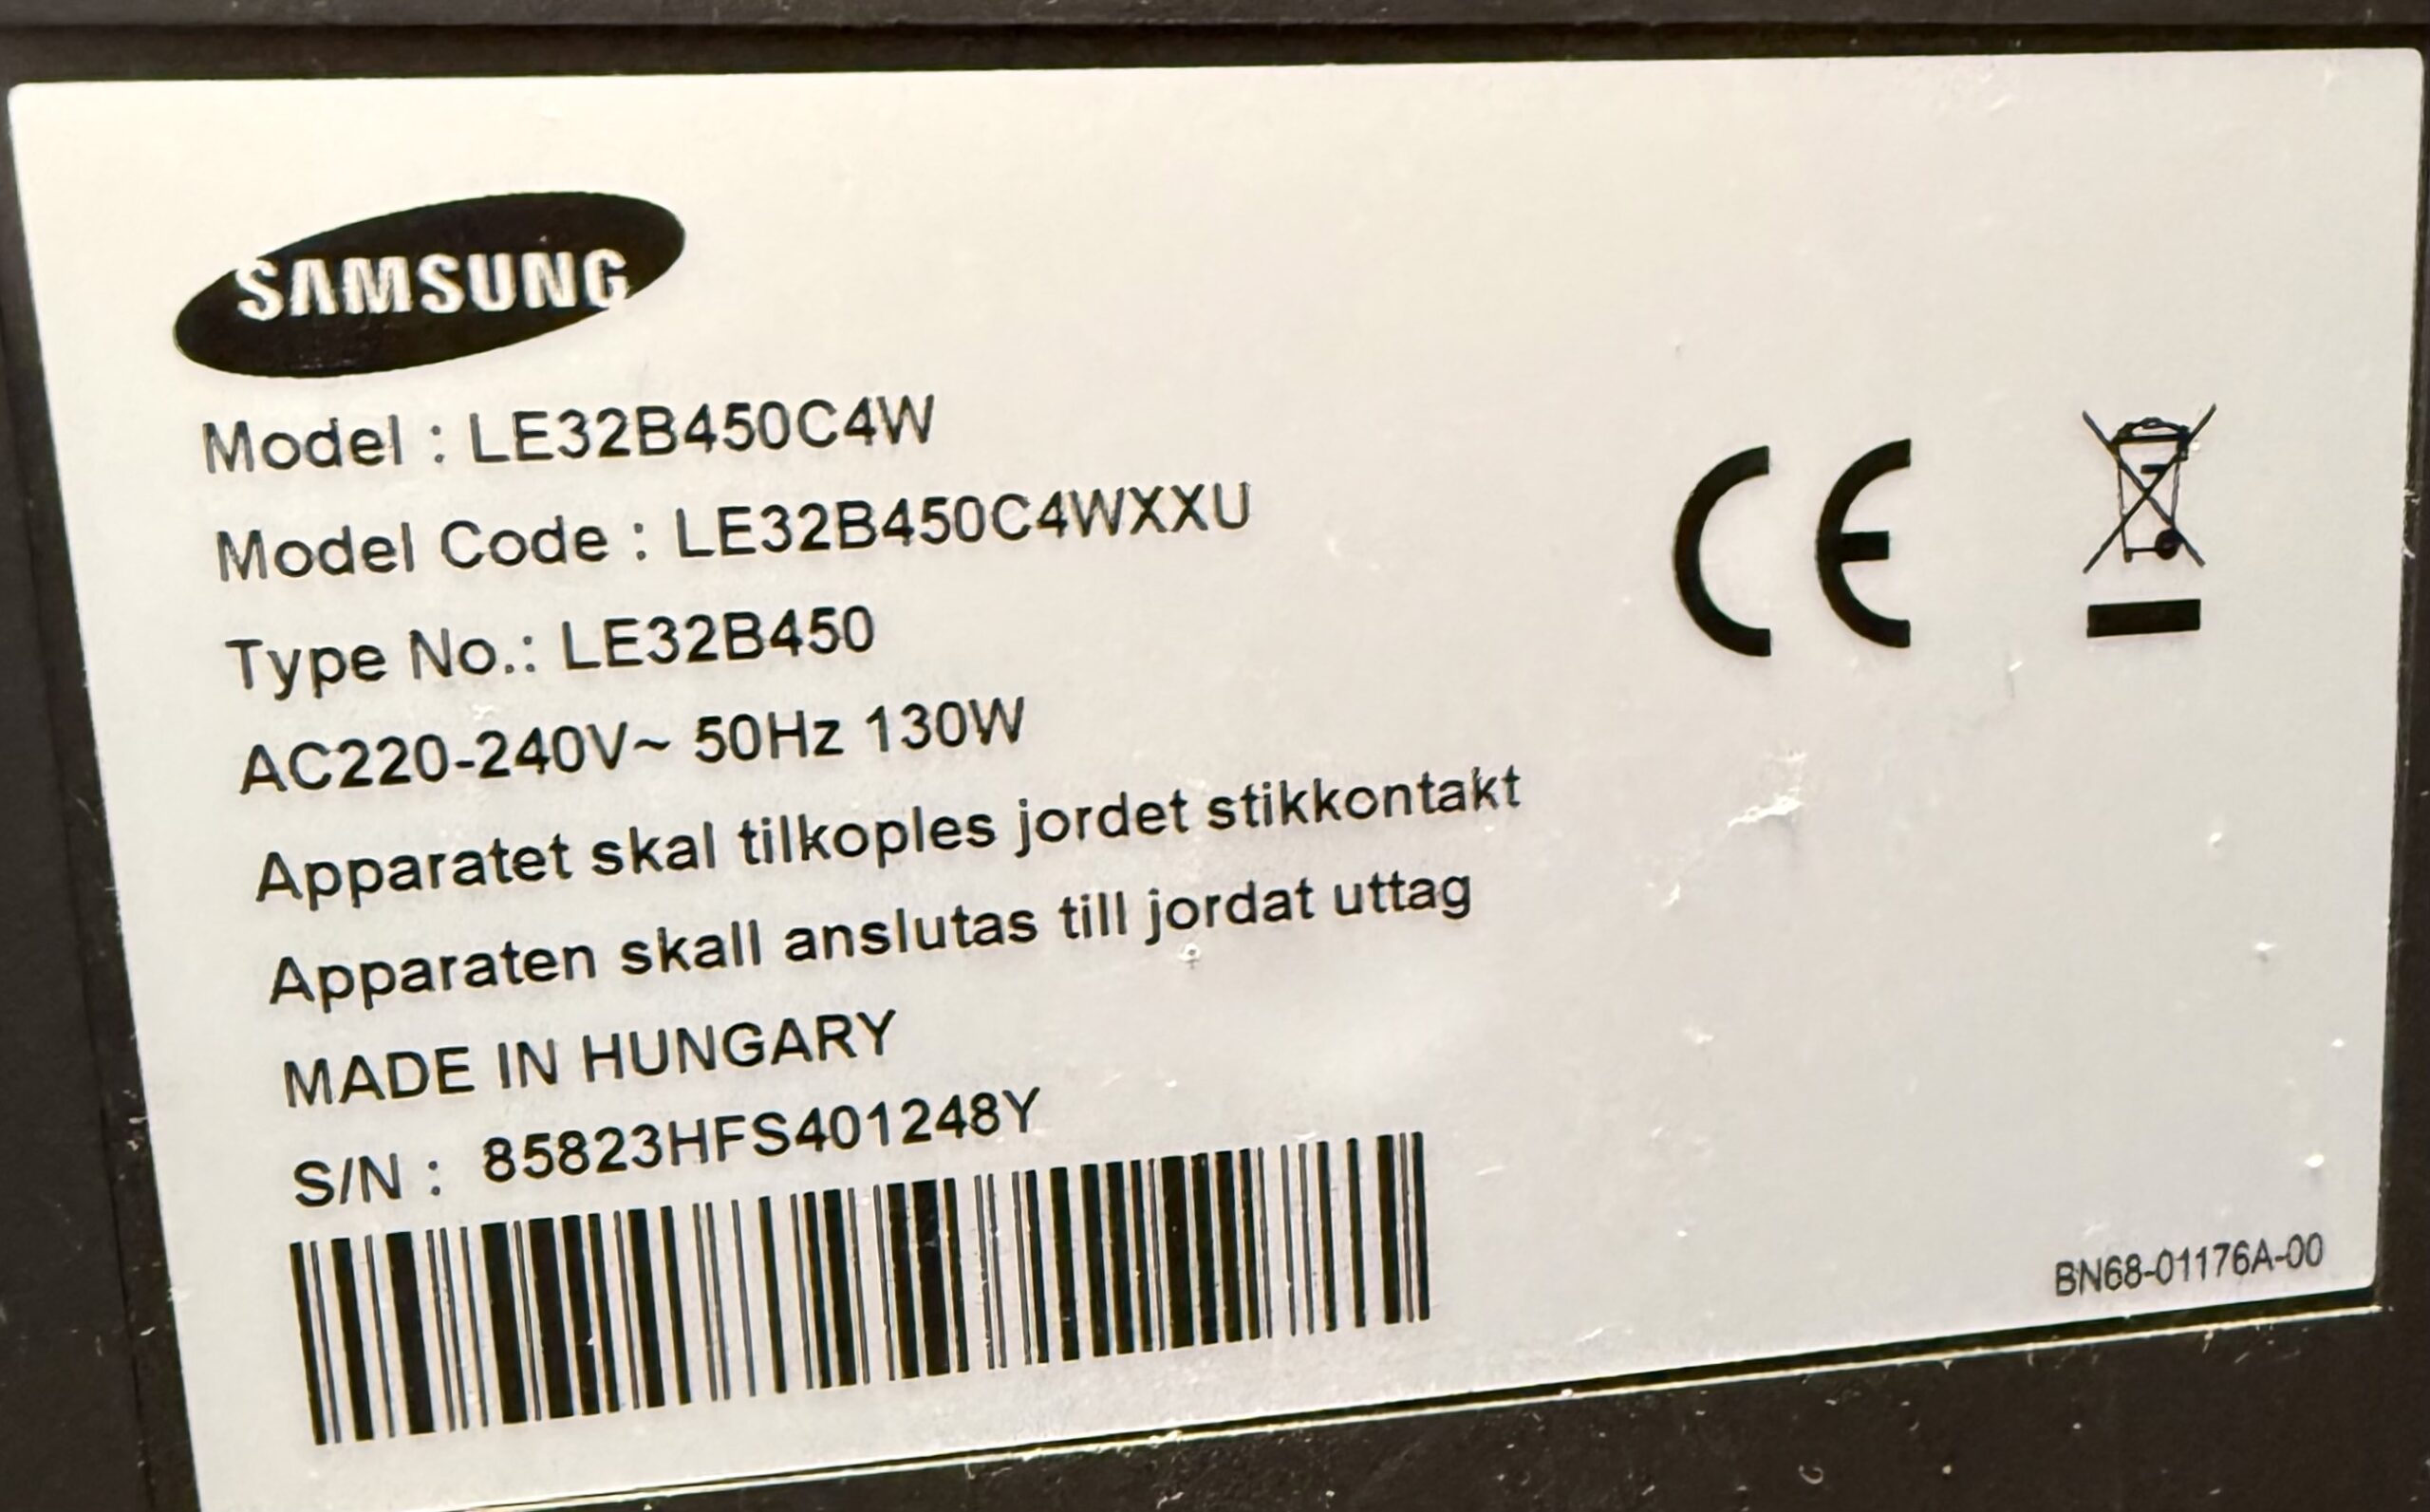 SAMSUNG
Model : LE32B450C4W
Model Code : LE32B450C4WXXU
Type No.: LE32B450
AC220-240V~ 50Hz 130W
Apparatet skal tilkoples jordet stikkontakt
Apparaten skall anslutas till jordat uttag
MADE IN HUNGARY
S/N : 85823HFS401248Y
CE
BN68-01176A-00